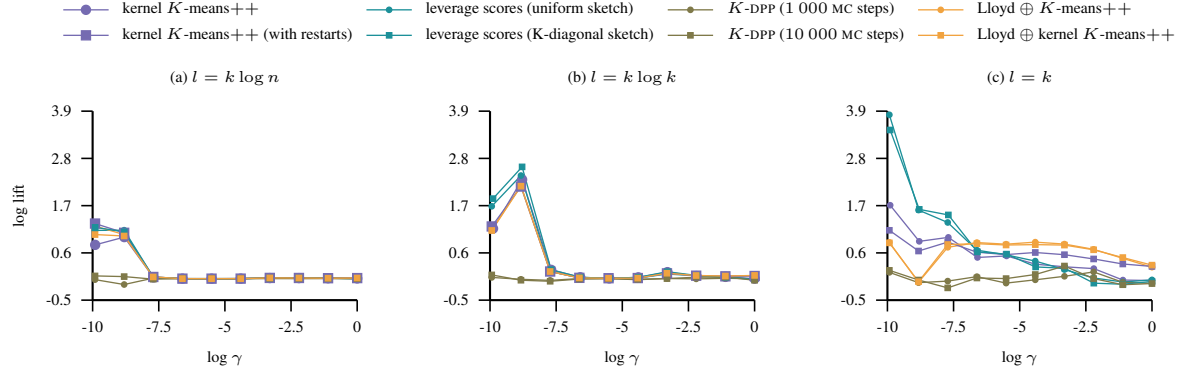 kernel K-means++
leverage scores (uniform sketch)
K-DPP (1 000 MC steps)
Lloyd ⊕ K-means++
kernel K-means++ (with restarts)
leverage scores (K-diagonal sketch)
K-DPP (10 000 MC steps)
Lloyd ⊕ kernel K-means++
(a) l = k log n
(b) l = k log k
(c) l = k
log lift
3.9
2.8
1.7
0.6
-0.5
-10
-7.5
-5
-2.5
0
log γ
3.9
2.8
1.7
0.6
-0.5
-10
-7.5
-5
-2.5
0
log γ
3.9
2.8
1.7
0.6
-0.5
-10
-7.5
-5
-2.5
0
log γ